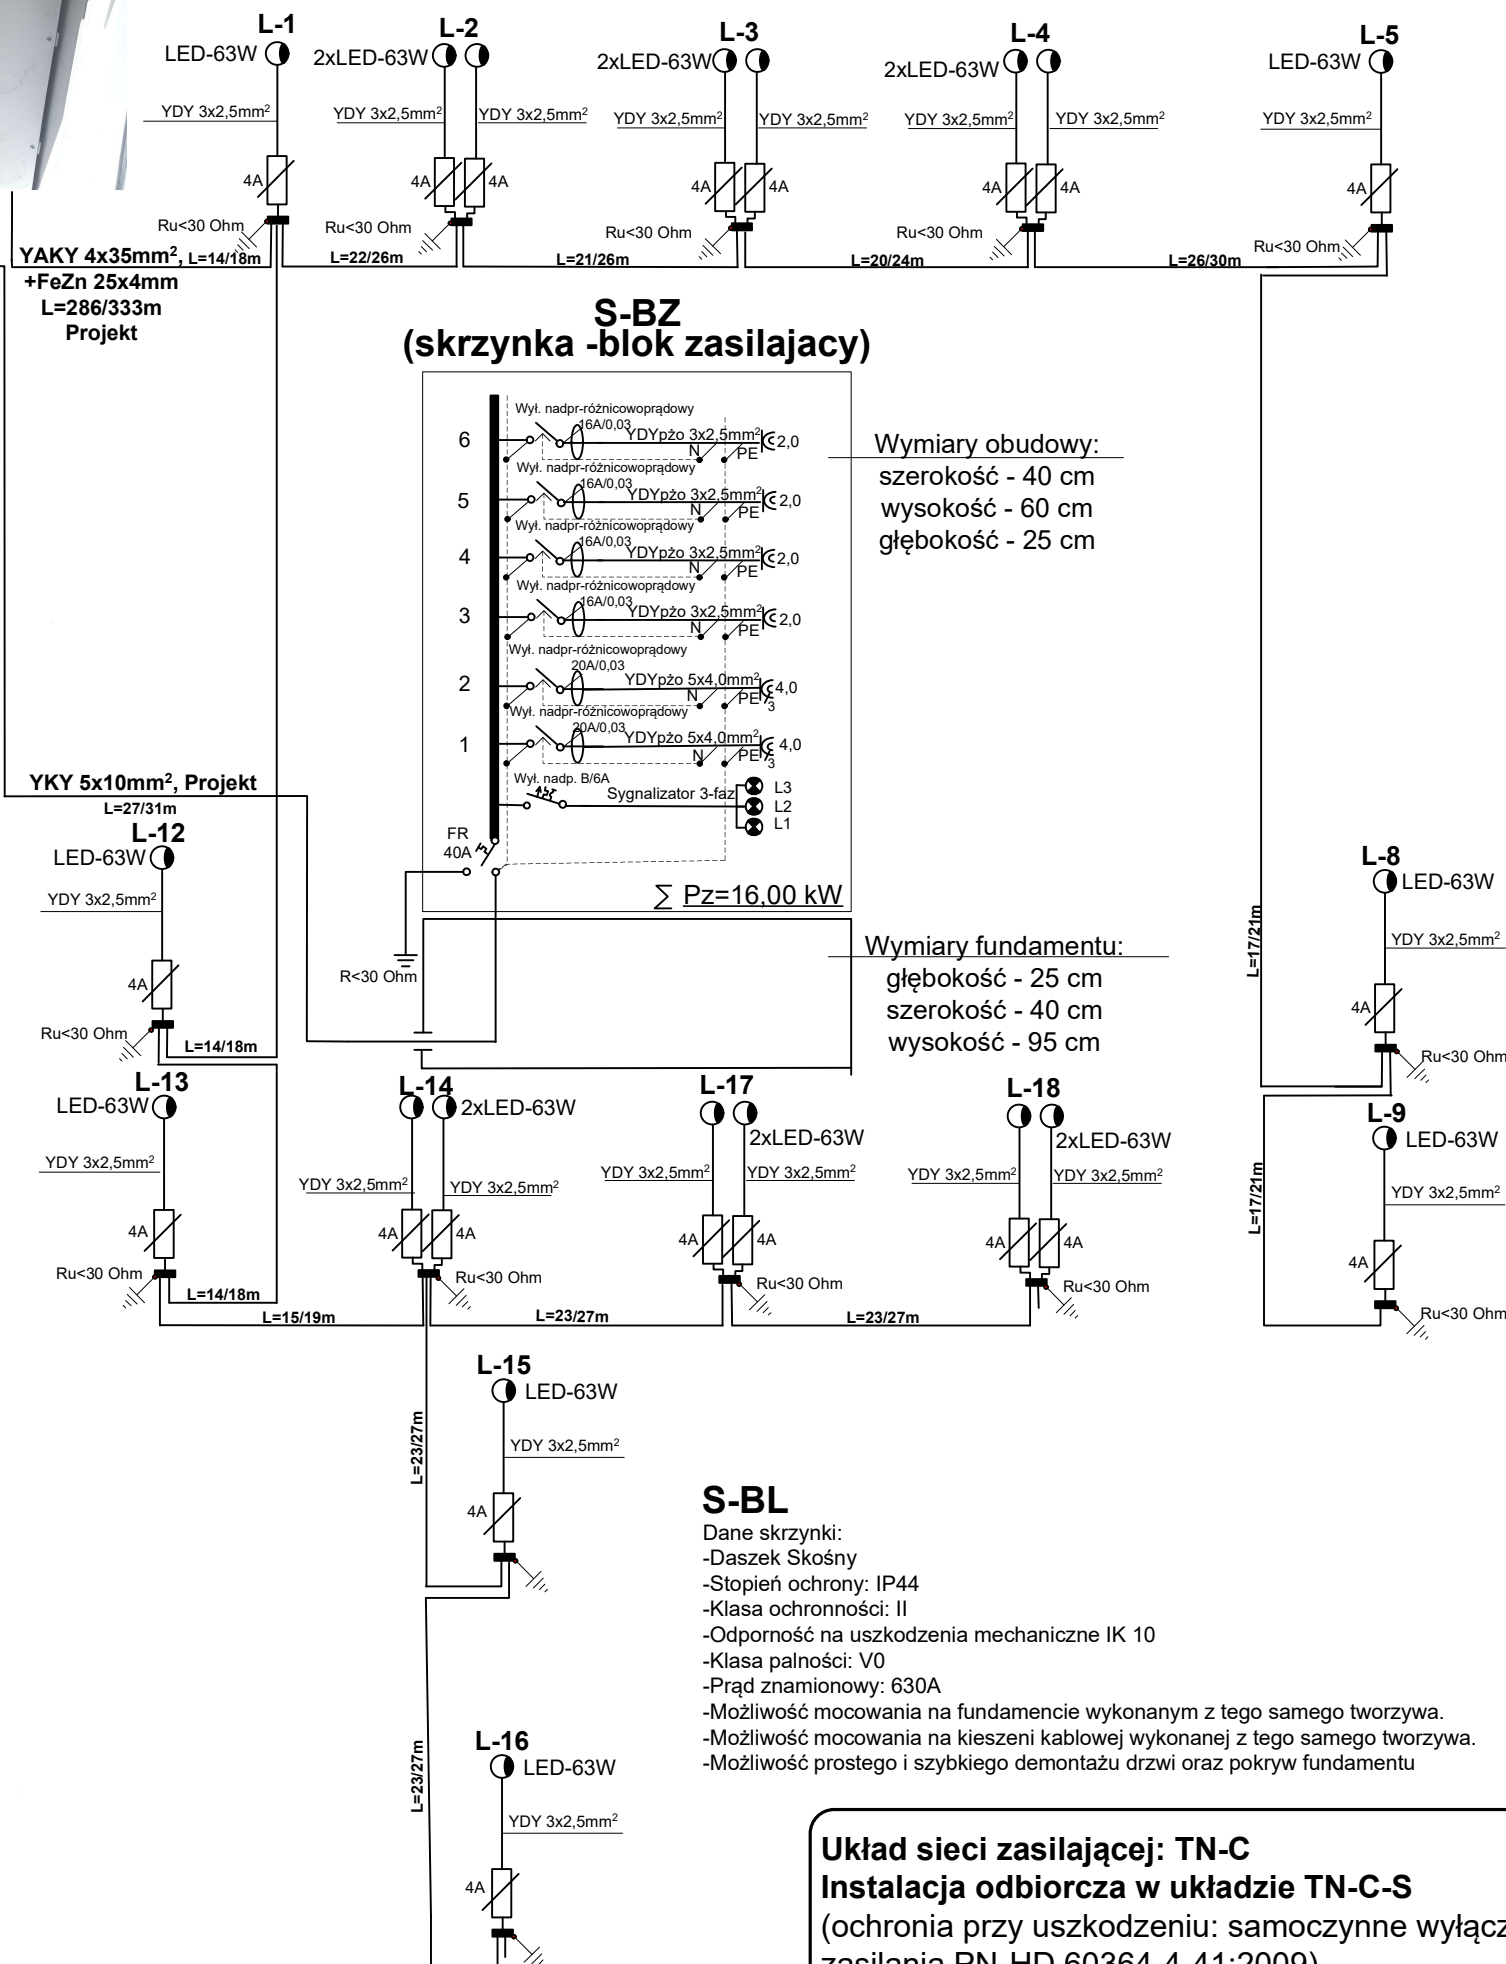 L-1
LED-63W
YDY 3x2,5mm²
4A
Ru<30 Ohm
L-2
2xLED-63W
YDY 3x2,5mm²
YDY 3x2,5mm²
4A
4A
Ru<30 Ohm
L-3
2xLED-63W
YDY 3x2,5mm²
YDY 3x2,5mm²
4A
4A
Ru<30 Ohm
L-4
2xLED-63W
YDY 3x2,5mm²
YDY 3x2,5mm²
4A
4A
Ru<30 Ohm
L-5
LED-63W
YDY 3x2,5mm²
4A
Ru<30 Ohm
YAKY 4x35mm², L=14/18m
+FeZn 25x4mm
L=286/333m
Projekt
L=22/26m
L=21/26m
L=20/24m
L=26/30m
S-BZ
(skrzynka -blok zasilajacy)
Wył. nadpr-różnicowoprądowy
16A/0,03
6
YDYpżo 3x2,5mm²
2,0
N
PE
Wył. nadpr-różnicowoprądowy
16A/0,03
5
YDYpżo 3x2,5mm²
2,0
N
PE
Wył. nadpr-różnicowoprądowy
16A/0,03
4
YDYpżo 3x2,5mm²
2,0
N
PE
Wył. nadpr-różnicowoprądowy
16A/0,03
3
YDYpżo 3x2,5mm²
2,0
N
PE
Wył. nadpr-różnicowoprądowy
20A/0,03
2
YDYpżo 5x4,0mm²
4,0
N
PE
3
Wył. nadpr-różnicowoprądowy
20A/0,03
1
YDYpżo 5x4,0mm²
4,0
N
PE
3
Wył. nadp. B/6A
Sygnalizator 3-faz
L3
L2
L1
FR
40A
∑ Pz=16,00 kW
R<30 Ohm
Wymiary obudowy:
szerokość - 40 cm
wysokość - 60 cm
głębokość - 25 cm
Wymiary fundamentu:
głębokość - 25 cm
szerokość - 40 cm
wysokość - 95 cm
YKY 5x10mm², Projekt
L=27/31m
L-12
LED-63W
YDY 3x2,5mm²
4A
Ru<30 Ohm
L=14/18m
L-8
LED-63W
YDY 3x2,5mm²
4A
Ru<30 Ohm
L=17/21m
L-13
LED-63W
YDY 3x2,5mm²
4A
Ru<30 Ohm
L=14/18m
L=15/19m
L-14
2xLED-63W
YDY 3x2,5mm²
YDY 3x2,5mm²
4A
4A
Ru<30 Ohm
L=23/27m
L-17
2xLED-63W
YDY 3x2,5mm²
YDY 3x2,5mm²
4A
4A
Ru<30 Ohm
L=23/27m
L-18
2xLED-63W
YDY 3x2,5mm²
YDY 3x2,5mm²
4A
4A
Ru<30 Ohm
L-9
LED-63W
YDY 3x2,5mm²
4A
Ru<30 Ohm
L=17/21m
L-15
LED-63W
YDY 3x2,5mm²
4A
L=23/27m
L-16
LED-63W
YDY 3x2,5mm²
4A
L=23/27m
S-BL
Dane skrzynki:
-Daszek Skośny
-Stopień ochrony: IP44
-Klasa ochronności: II
-Odporność na uszkodzenia mechaniczne IK 10
-Klasa palności: V0
-Prąd znamionowy: 630A
-Możliwość mocowania na fundamencie wykonanym z tego samego tworzywa.
-Możliwość mocowania na kieszeni kablowej wykonanej z tego samego tworzywa.
-Możliwość prostego i szybkiego demontażu drzwi oraz pokryw fundamentu
Układ sieci zasilającej: TN-C
Instalacja odbiorcza w układzie TN-C-S
(ochronia przy uszkodzeniu: samoczynne wyłącz
zasilania PN-HD 60364-4-41:2009)